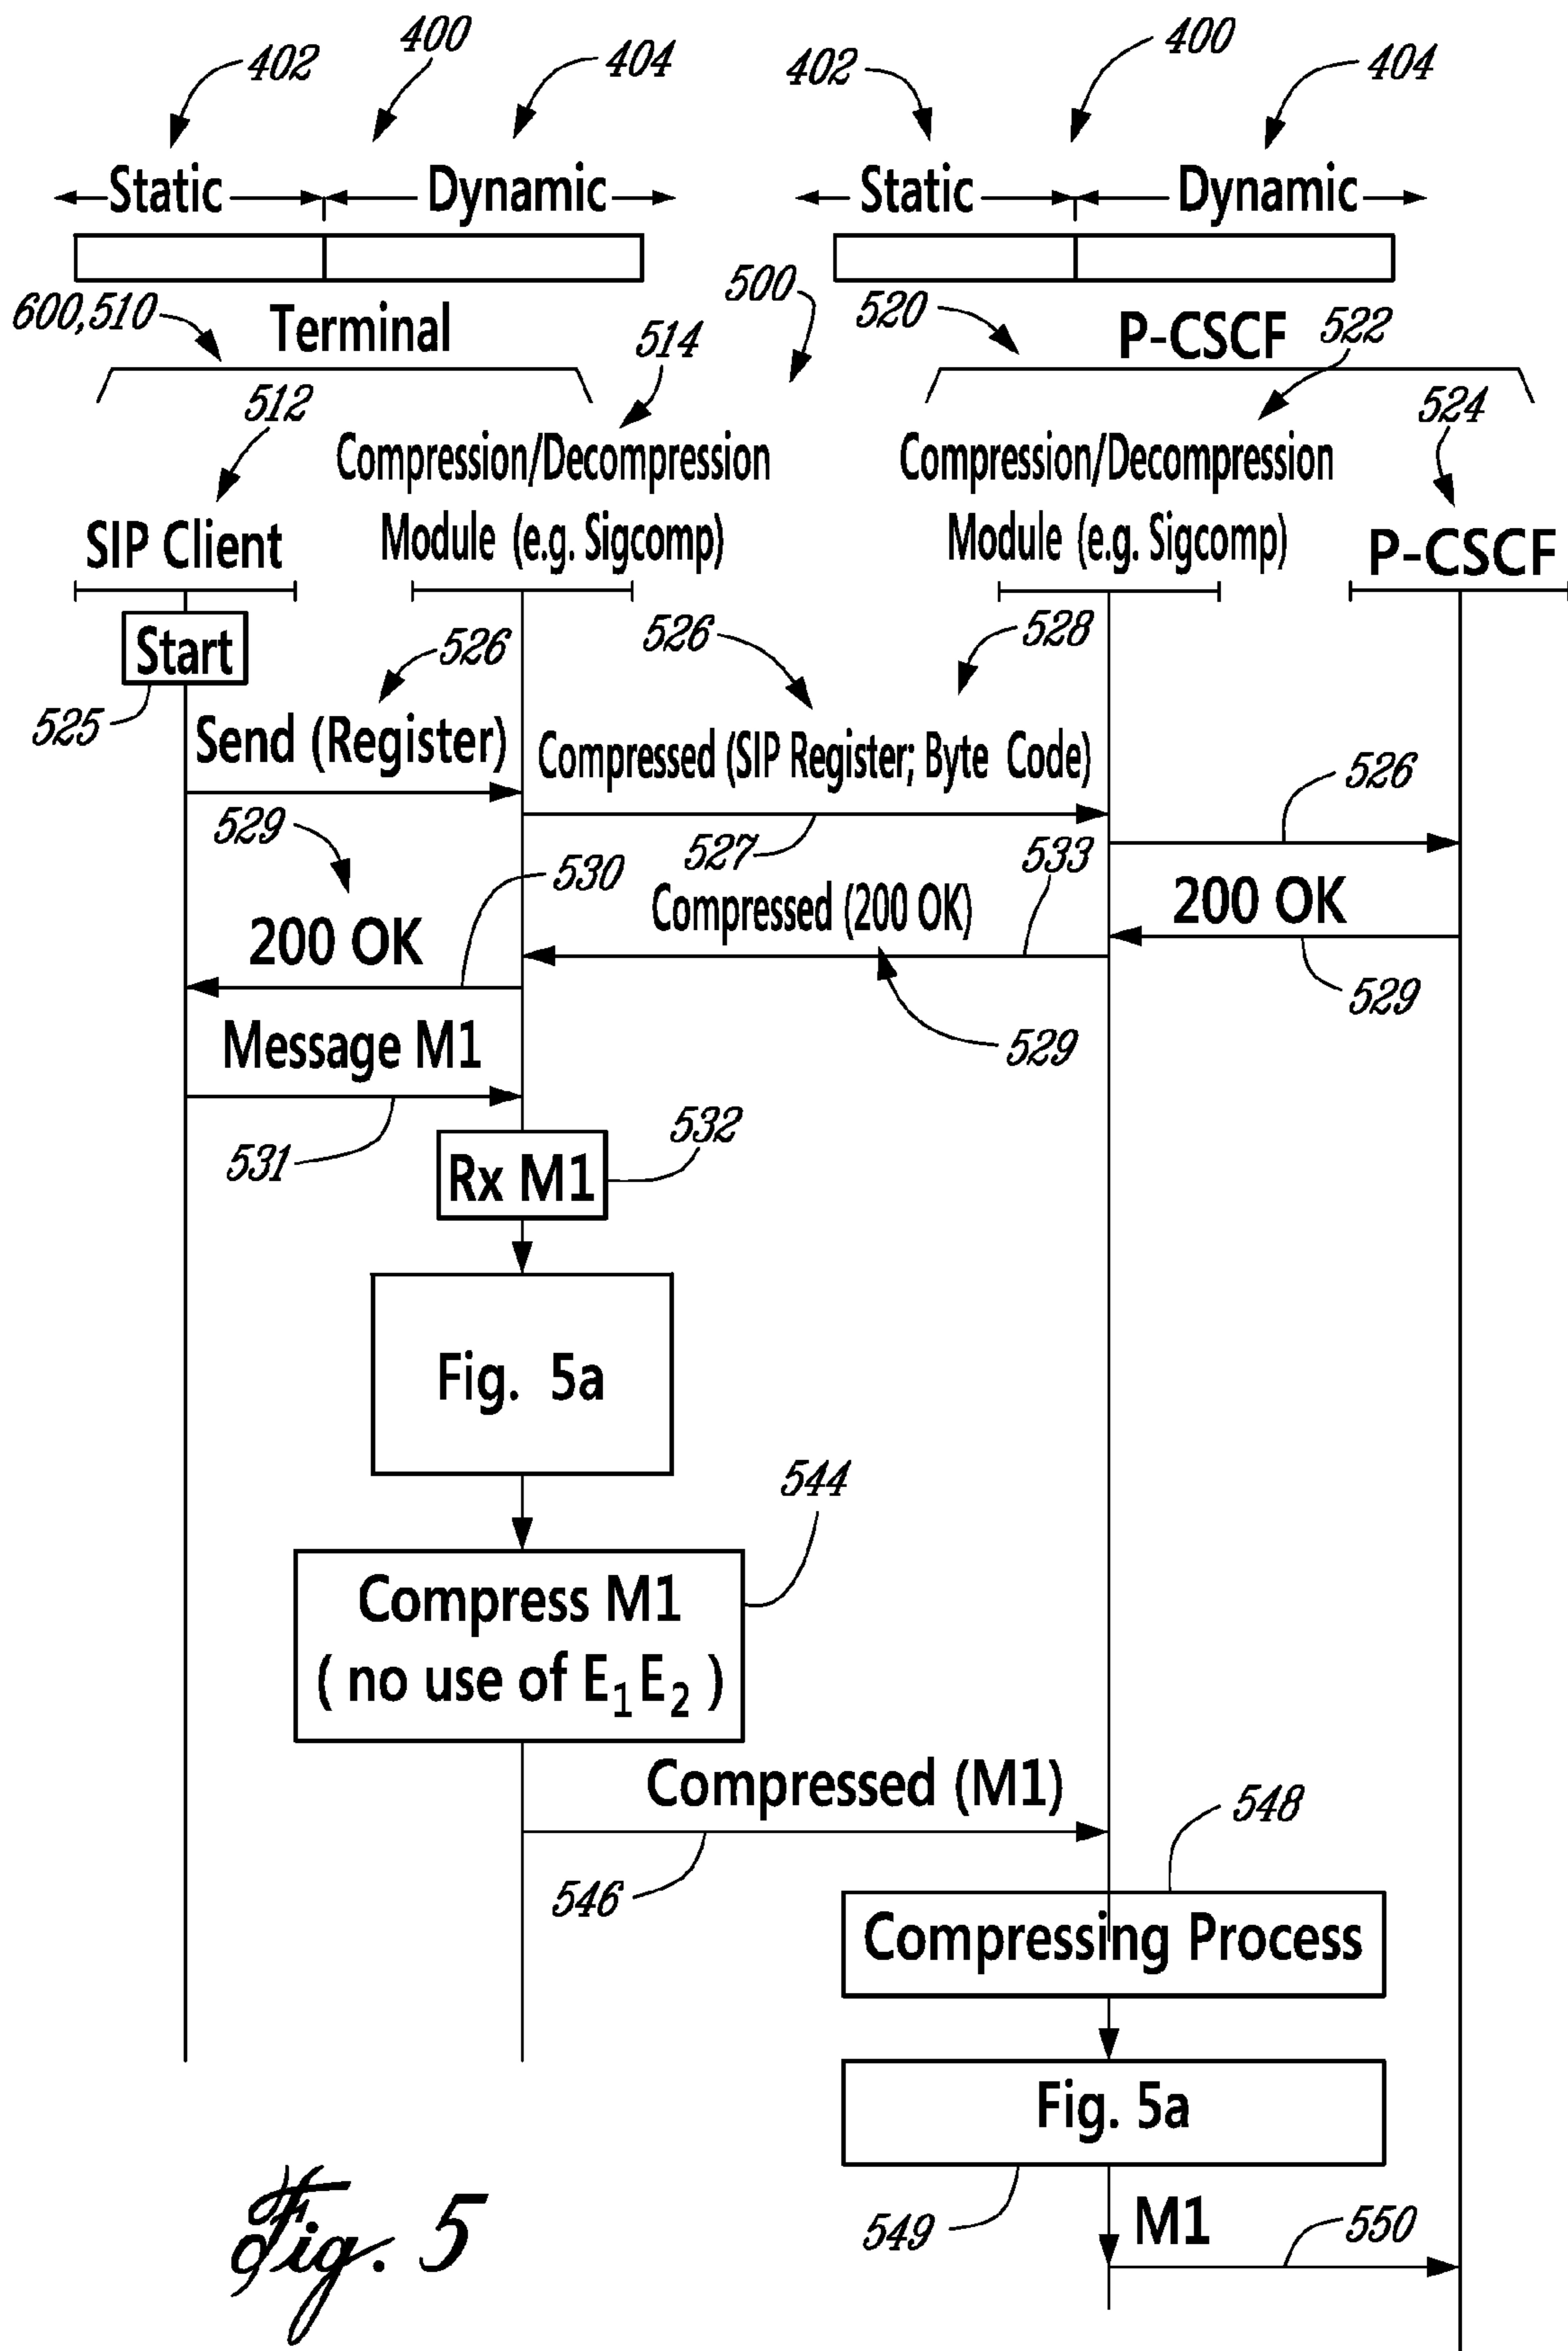 402 400 404 402 400 404
Static Dynamic Static Dynamic
600,510 Terminal 514 500 520 P-CSCF 522
512 524
Compression/Decompression Compression/Decompression
SIP Client Module (e.g. Sigcomp) Module (e.g. Sigcomp) P-CSCF
Start 526 526 528
525
Send (Register) Compressed (SIP Register; Byte Code) 526
529 527 533
530 Compressed (200 OK) 200 OK
200 OK
529 529
Message M1
531 532
Rx M1
Fig. 5a
544
Compress M1
( no use of E₁E₂ )
Compressed (M1) 548
546
Compressing Process
Fig. 5a
549 M1 550
Fig. 5